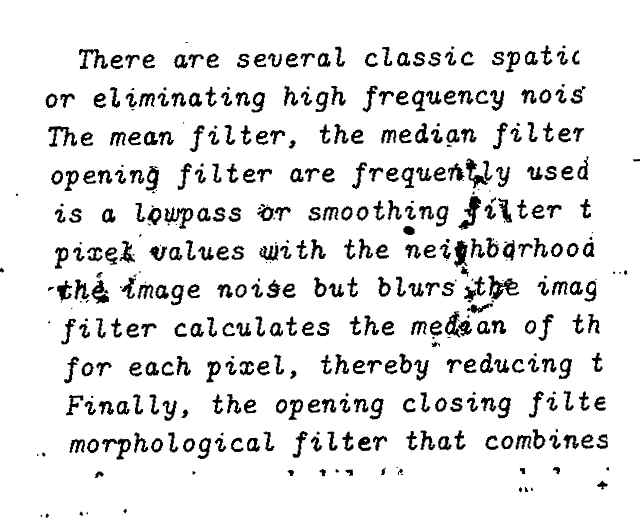 There are several classic spatic
or eliminating high frequency nois
The mean filter, the median filter
opening filter are frequently used
is a lowpass or smoothing filter t
pixel values with the neighborhood
the image noise but blurs the imag
filter calculates the median of th
for each pixel, thereby reducing t
Finally, the opening closing filte
morphological filter that combines